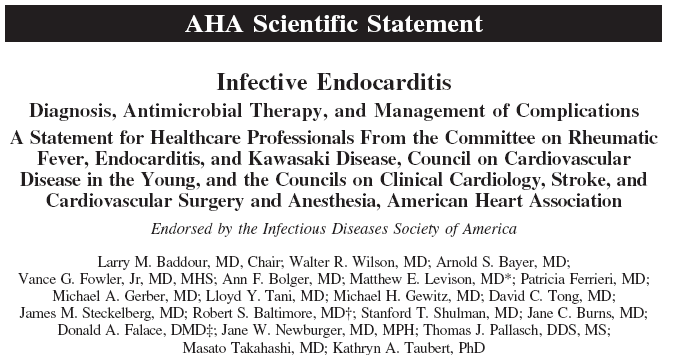 AHA Scientific Statement
Infective Endocarditis
Diagnosis, Antimicrobial Therapy, and Management of Complications
A Statement for Healthcare Professionals From the Committee on Rheumatic
Fever, Endocarditis, and Kawasaki Disease, Council on Cardiovascular
Disease in the Young, and the Councils on Clinical Cardiology, Stroke, and
Cardiovascular Surgery and Anesthesia, American Heart Association
Endorsed by the Infectious Diseases Society of America
Larry M. Baddour, MD, Chair; Walter R. Wilson, MD; Arnold S. Bayer, MD;
Vance G. Fowler, Jr, MD, MHS; Ann F. Bolger, MD; Matthew E. Levison, MD*; Patricia Ferrieri, MD;
Michael A. Gerber, MD; Lloyd Y. Tani, MD; Michael H. Gewitz, MD; David C. Tong, MD;
James M. Steckelberg, MD; Robert S. Baltimore, MD†; Stanford T. Shulman, MD; Jane C. Burns, MD;
Donald A. Falace, DMD‡; Jane W. Newburger, MD, MPH; Thomas J. Pallasch, DDS, MS;
Masato Takahashi, MD; Kathryn A. Taubert, PhD